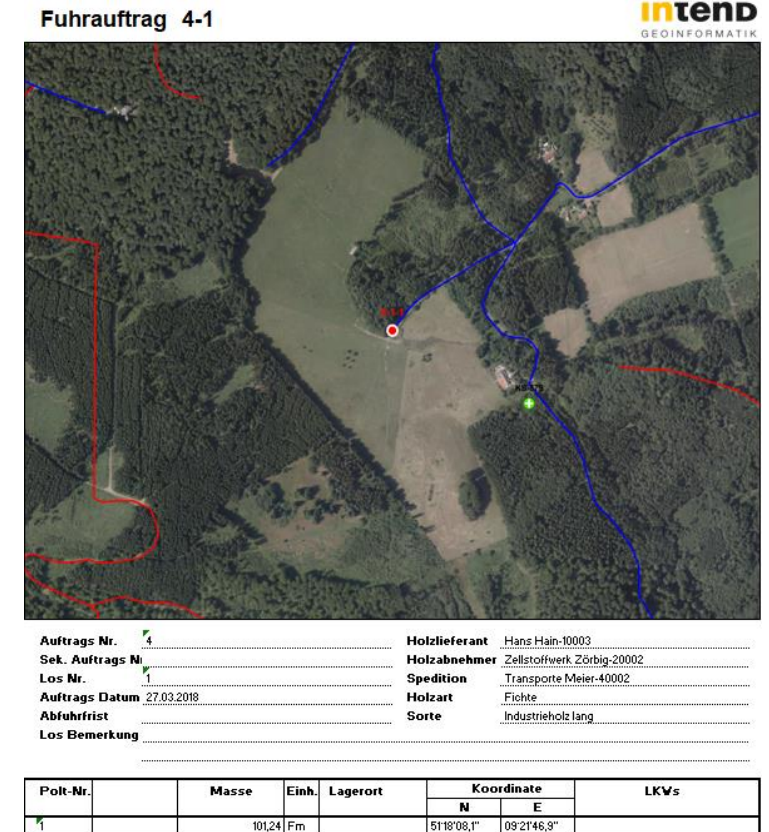 Fuhrauftrag 4-1
intend
GEOINFORMATIK
Auftrags Nr. 4
Sek. Auftrags N
Los Nr. 1
Auftrags Datum 27.03.2018
Abfuhrfrist
Los Bemerkung
Holzlieferant Hans Hain-10003
Holzabnehmer Zellstoffwerk Zörbig-20002
Spedition Transporte Meier-40002
Holzart Fichte
Sorte Industrieholz lang
Polt-Nr. Masse Einh. Lagerort Koordinate LKWs
N E
1 101,24 Fm 51°18'08,1" 09°21'46,9"